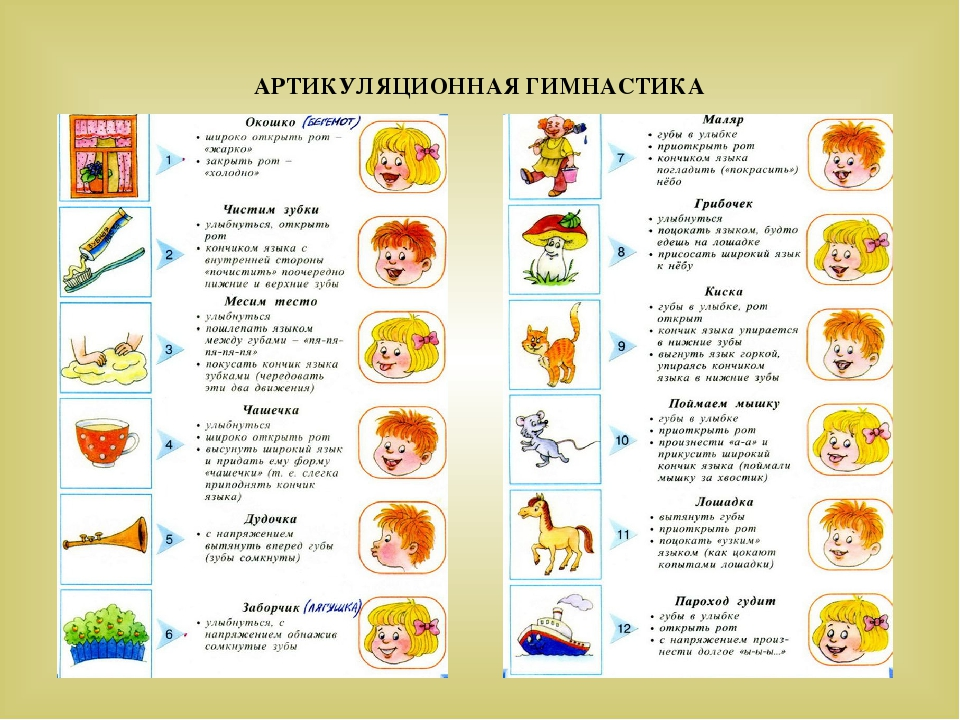 АРТИКУЛЯЦИОННАЯ ГИМНАСТИКА
1
Окошко (БЕГЕМОТ)
• широко открыть рот –
«жарко»
• закрыть рот –
«холодно»
2
Чистим зубки
• улыбнуться, открыть
рот
• кончиком языка с
внутренней стороны
«почистить» поочередно
нижние и верхние зубы
3
Месим тесто
• улыбнуться
• пошлепать языком
между губами – «пя-пя-
пя-пя-пя»
• покусать кончик языка
зубками (чередовать
эти два движения)
4
Чашечка
• улыбнуться
• широко открыть рот
• высунуть широкий язык
и придать ему форму
«чашечки» (т. е. слегка
приподнять кончик
языка)
5
Дудочка
• с напряжением
вытянуть вперед губы
(зубы сомкнуты)
6
Заборчик (ЛЯГУШКА)
• улыбнуться, с
напряжением обнажив
сомкнутые зубы
7
Маляр
• губы в улыбке
• приоткрыть рот
• кончиком языка
погладить («покрасить»)
нёбо
8
Грибочек
• улыбнуться
• поцокать языком, будто
едешь на лошадке
• присосать широкий язык
к нёбу
9
Киска
• губы в улыбке, рот
открыт
• кончик языка упирается
в нижние зубы
• выгнуть язык горкой,
упираясь кончиком
языка в нижние зубы
10
Поймаем мышку
• губы в улыбке
• приоткрыть рот
• произнести «а-а» и
прикусить широкий
кончик языка (поймали
мышку за хвостик)
11
Лошадка
• вытянуть губы
• приоткрыть рот
• поцокать «узким»
языком (как цокают
копытами лошадки)
12
Пароход гудит
• губы в улыбке
• открыть рот
• с напряжением произ-
нести долгое «ы-ы-ы...»